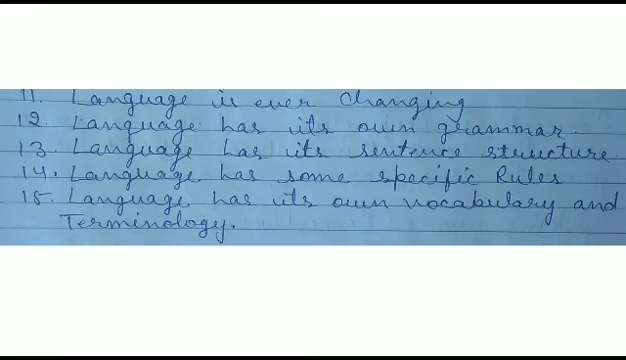 11. Language is ever changing
12. Language has its own grammar.
13. Language has its sentence structure
14. Language has some specific Rules
15. Language has its own vocabulary and
Terminology.